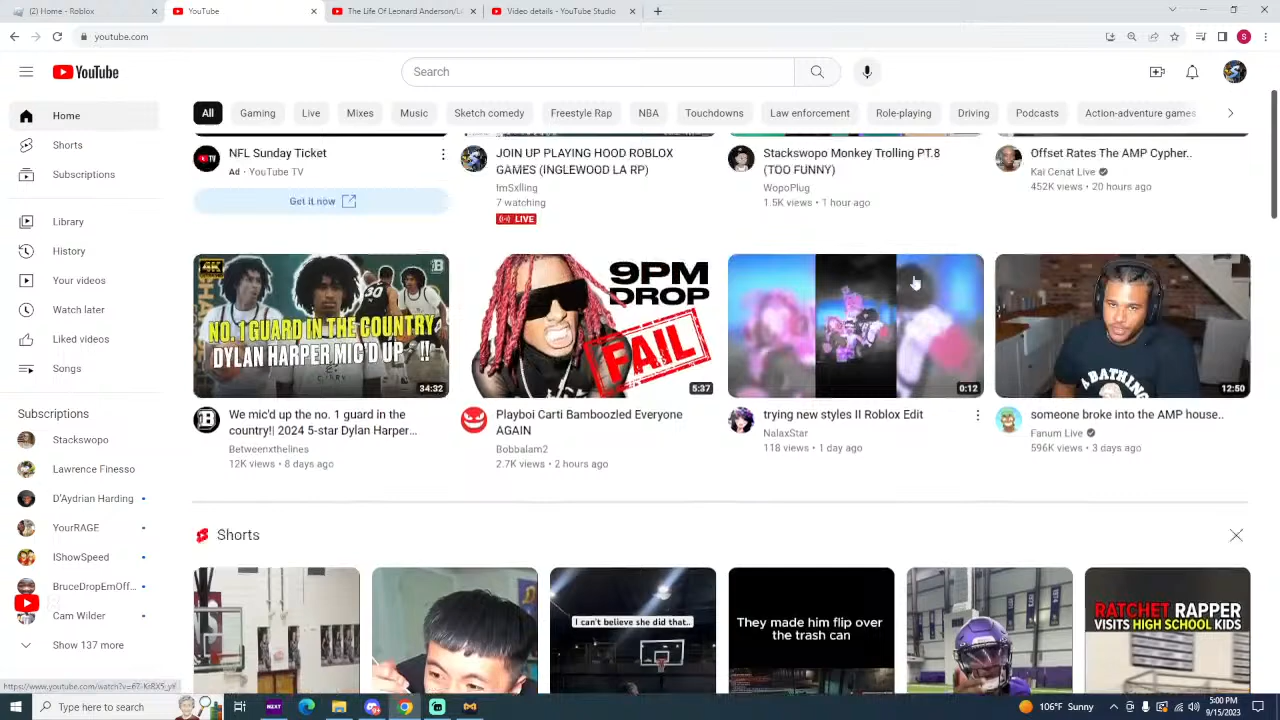 (2) Home - Roblox
YouTube
The Life Of Leonard Anderson/L
Video details - YouTube Studio
youtube.com
S
YouTube
Search
Home
Shorts
Subscriptions
Library
History
Your videos
Watch later
Liked videos
Songs
Subscriptions
Stackswopo
Lawrence Finesso
D'Aydrian Harding
YourRAGE
IShowSpeed
BruceDropEmOff...
Cam Wilder
Show 137 more
All
Gaming
Live
Mixes
Music
Sketch comedy
Freestyle Rap
NBA
Touchdowns
Law enforcement
Role-playing
Driving
Podcasts
Action-adventure games
NFL Sunday Ticket
Ad • YouTube TV
Get it now
JOIN UP PLAYING HOOD ROBLOX
GAMES (INGLEWOOD LA RP)
ImSxlling
7 watching
LIVE
Stackswopo Monkey Trolling PT.8
(TOO FUNNY)
WopoPlug
1.5K views • 1 hour ago
Offset Rates The AMP Cypher..
Kai Cenat Live
452K views • 20 hours ago
4K
30
NO. 1 GUARD IN THE COUNTRY
DYLAN HARPER MIC'D UP !!
34:32
We mic'd up the no. 1 guard in the
country!| 2024 5-star Dylan Harper...
Betweenxthelines
12K views • 8 days ago
9PM
DROP
FAIL
5:37
Playboi Carti Bamboozled Everyone
AGAIN
Bobbalam2
2.7K views • 2 hours ago
0:12
trying new styles II Roblox Edit
NalaxStar
118 views • 1 day ago
12:50
someone broke into the AMP house..
Fanum Live
596K views • 3 days ago
Shorts
I can't believe she did that..
They made him flip over
the trash can
RATCHET RAPPER
VISITS HIGH SCHOOL KIDS
Type here to search
106°F Sunny
5:00 PM
9/15/2023